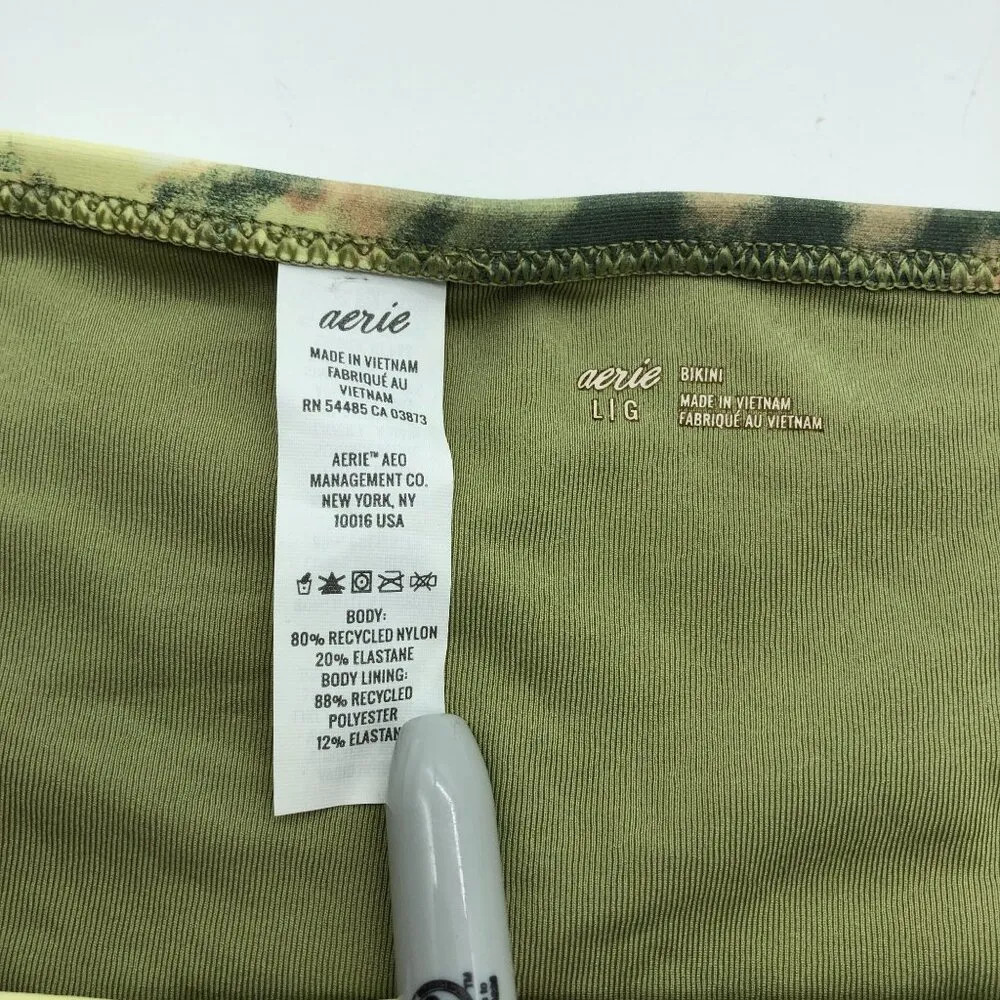 aerie
MADE IN VIETNAM
FABRIQUÉ AU
VIETNAM
RN 54485 CA 03873
AERIE™ AEO
MANAGEMENT CO.
NEW YORK, NY
10016 USA
BODY:
80% RECYCLED NYLON
20% ELASTANE
BODY LINING:
88% RECYCLED
POLYESTER
12% ELASTAN
aerie BIKINI
L|G MADE IN VIETNAM
FABRIQUÉ AU VIETNAM